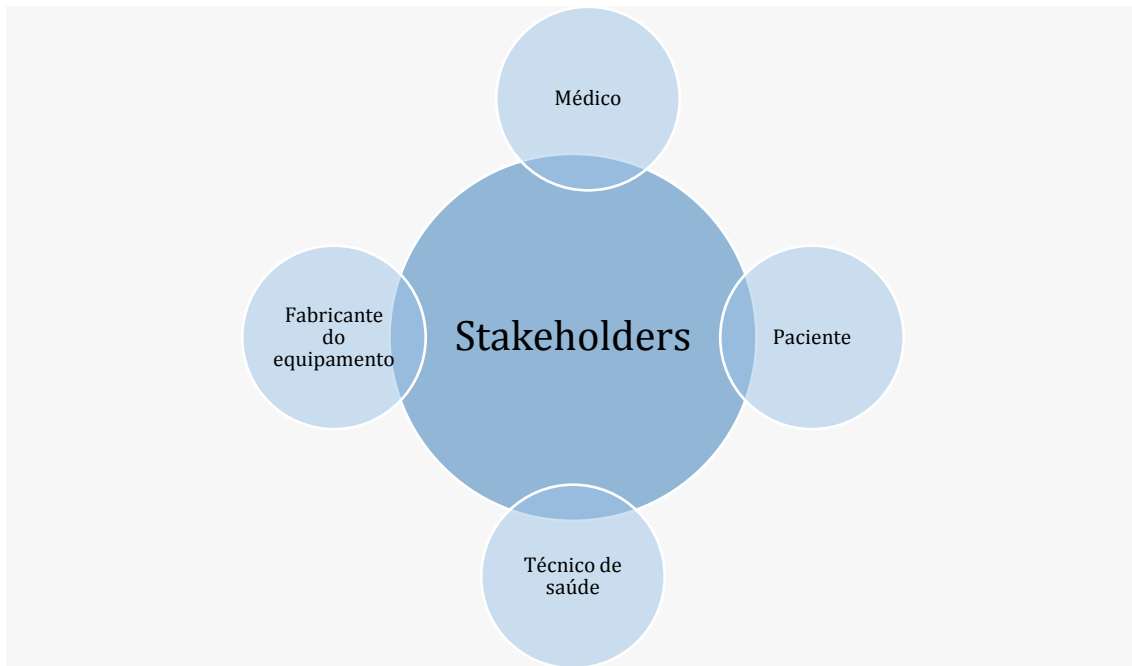 Médico
Fabricante
do
equipamento
Stakeholders
Paciente
Técnico de
saúde